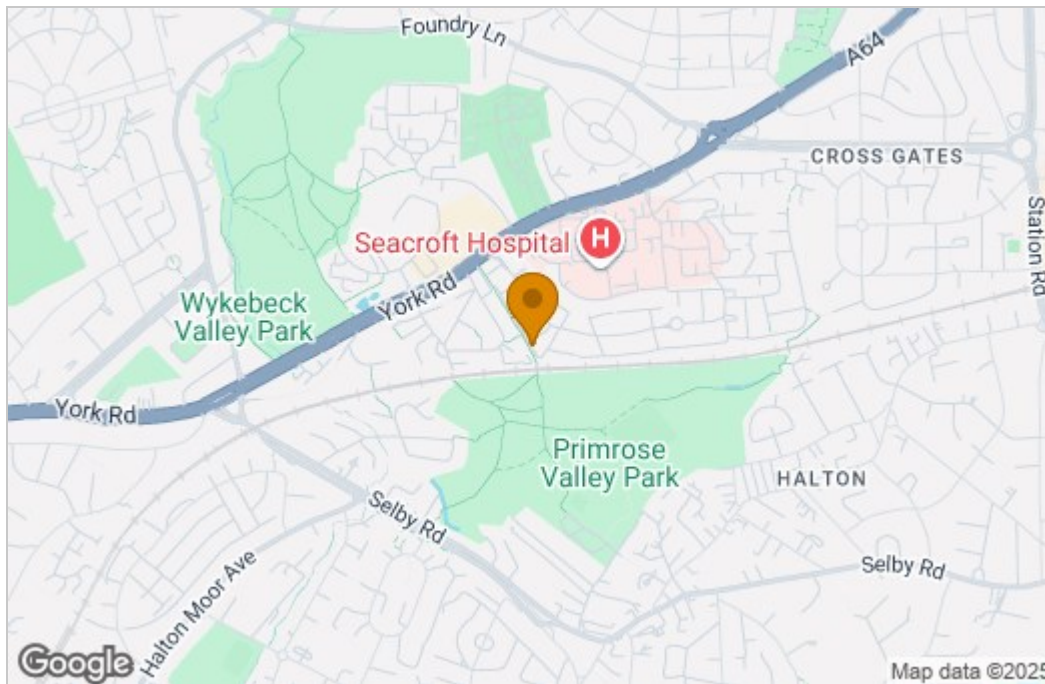 Foundry Ln
A64
CROSS GATES
Station Rd
Seacroft Hospital
H
Wykebeck
Valley Park
York Rd
York Rd
Primrose
Valley Park
HALTON
Selby Rd
Selby Rd
Halton Moor Ave
Google
Map data ©2025